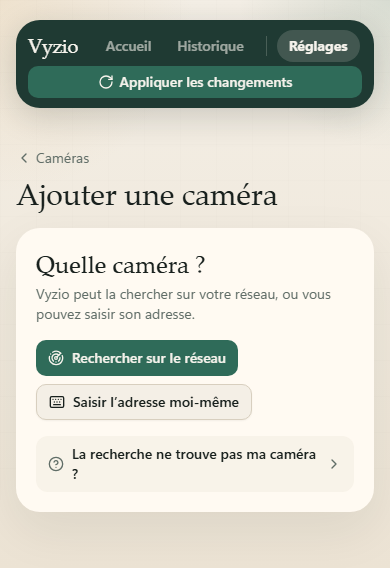 Vyzio Accueil Historique Réglages
Appliquer les changements
Caméras
Ajouter une caméra
Quelle caméra ?
Vyzio peut la chercher sur votre réseau, ou vous
pouvez saisir son adresse.
Rechercher sur le réseau
Saisir l’adresse moi-même
La recherche ne trouve pas ma caméra
?